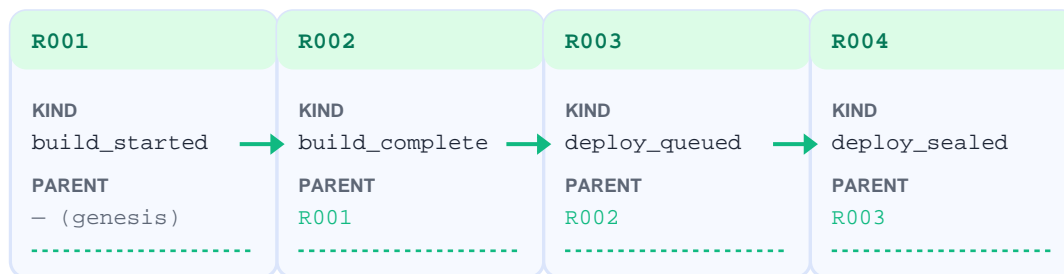 R001
KIND
build_started
PARENT
— (genesis)
R002
KIND
build_complete
PARENT
R001
R003
KIND
deploy_queued
PARENT
R002
R004
KIND
deploy_sealed
PARENT
R003